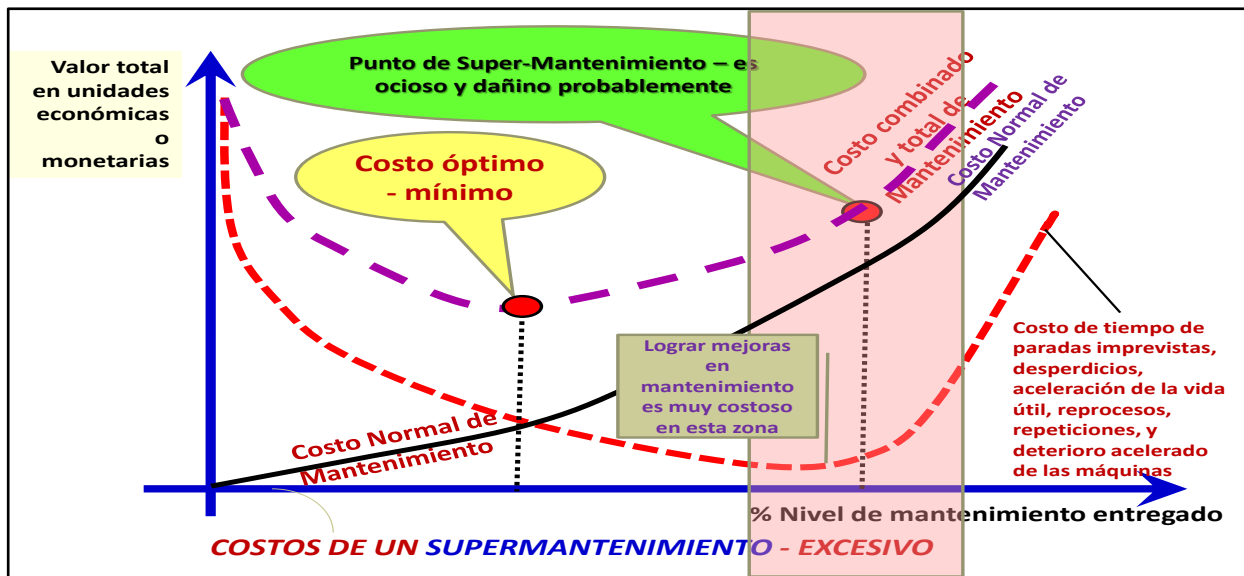 Valor total
en unidades
económicas
o
monetarias
Punto de Super-Mantenimiento – es
ocioso y dañino probablemente
Costo óptimo
- mínimo
Costo combinado
y total de
Mantenimiento
Costo Normal de
Mantenimiento
Lograr mejoras
en
mantenimiento
es muy costoso
en esta zona
Costo de tiempo de
paradas imprevistas,
desperdicios,
aceleración de la vida
útil, reprocesos,
repeticiones, y
deterioro acelerado
de las máquinas
Costo Normal de
Mantenimiento
% Nivel de mantenimiento entregado
COSTOS DE UN SUPERMANTENIMIENTO - EXCESIVO